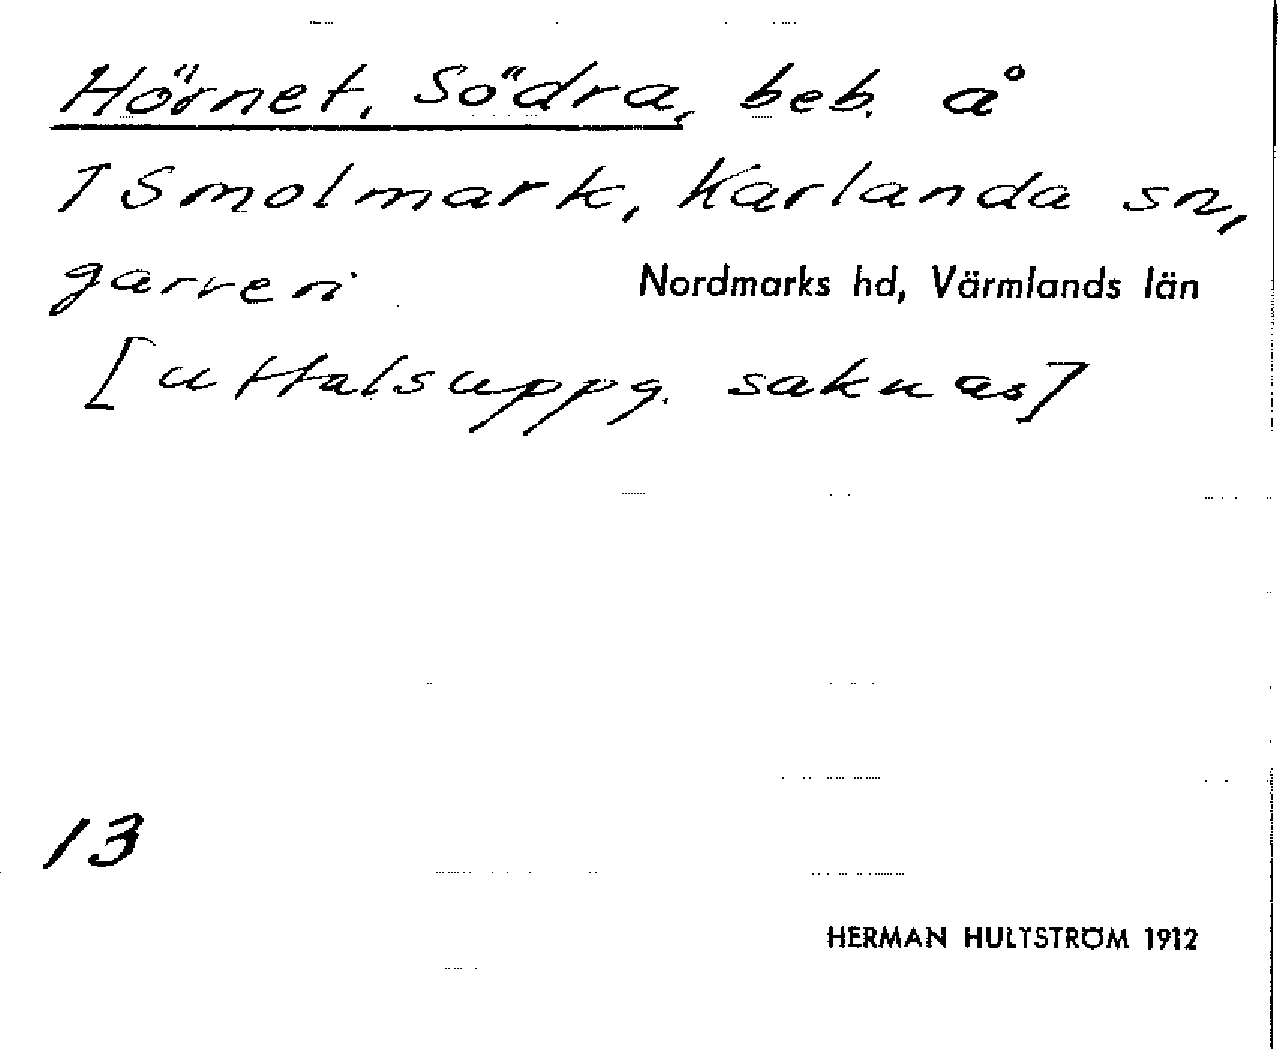 Hörnet, Södra, beb. å
1 Smolmark, Karlanda sn,
garveri Nordmarks hd, Värmlands län
[uttalsuppg. saknas]
13
HERMAN HULTSTRÖM 1912